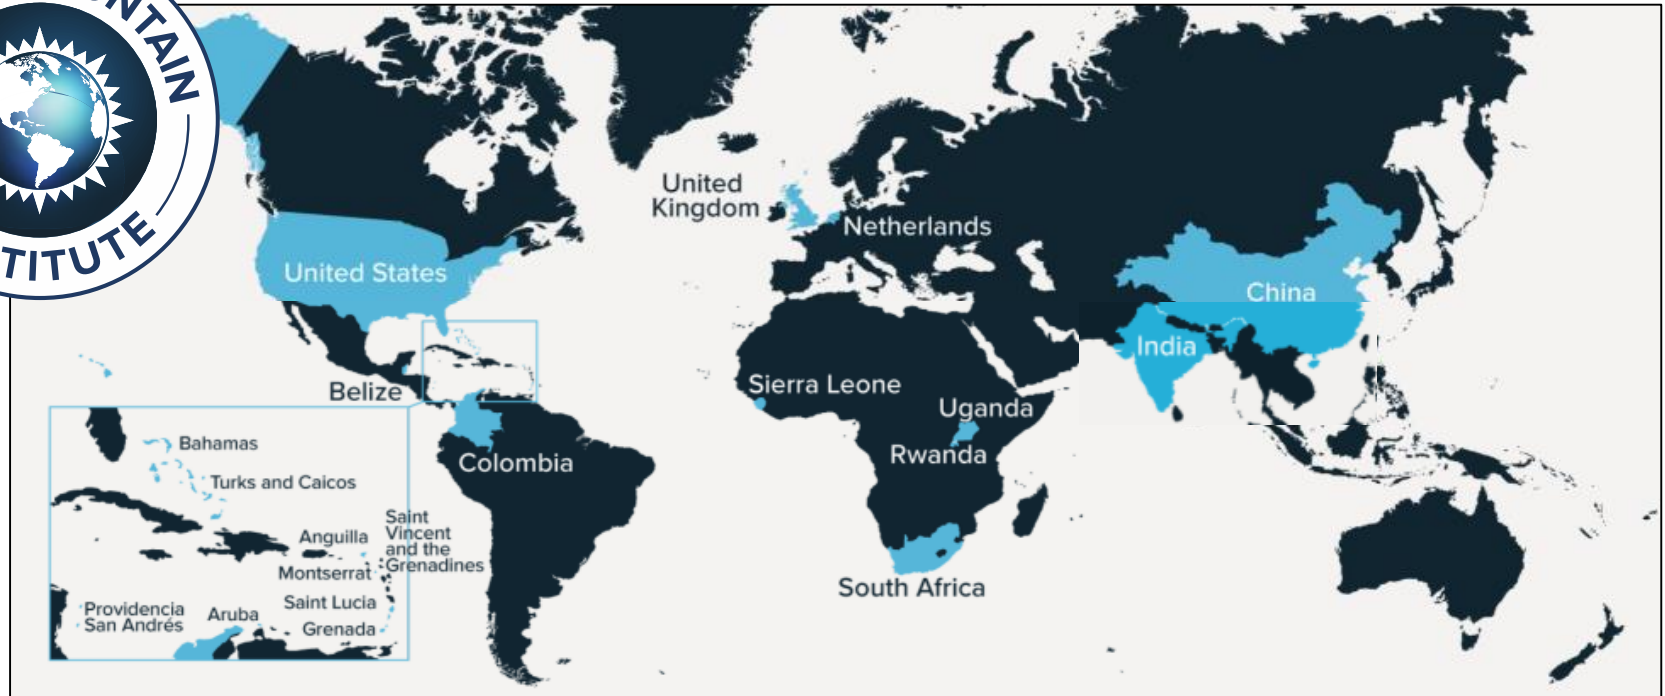 NTAIN
TITUTE
United
Kingdom
Netherlands
United States
China
India
Belize
Sierra Leone
Uganda
Rwanda
Colombia
South Africa
Bahamas
Turks and Caicos
Anguilla
Saint
Vincent
and the
Grenadines
Montserrat
Saint Lucia
Providencia
San Andrés
Aruba
Grenada